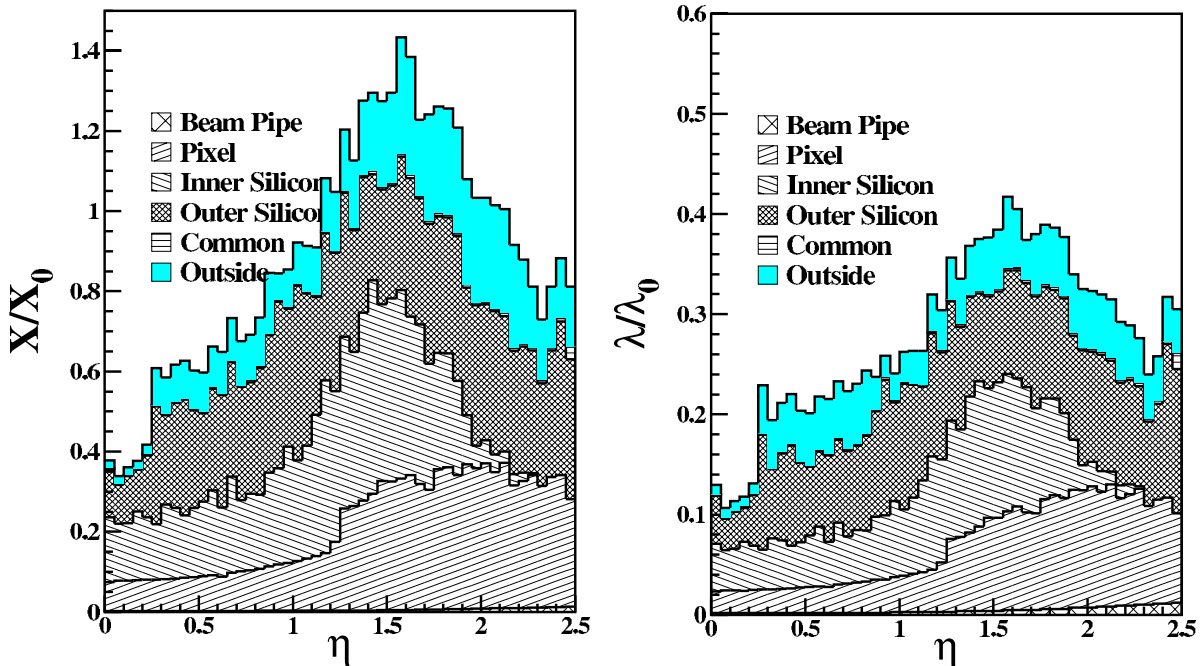 X/X0
1.4
1.2
1
0.8
0.6
0.4
0.2
0
Beam Pipe
Pixel
Inner Silicon
Outer Silicon
Common
Outside
0 0.5 1 1.5 2 2.5
η
λ/λ0
0.6
0.5
0.4
0.3
0.2
0.1
0
Beam Pipe
Pixel
Inner Silicon
Outer Silicon
Common
Outside
0 0.5 1 1.5 2 2.5
η